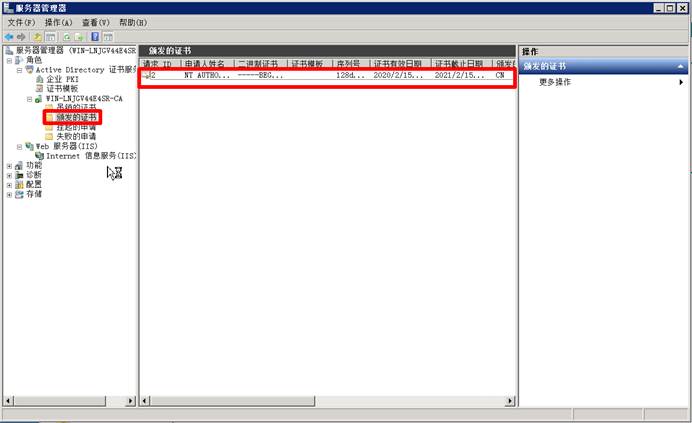 服务器管理器
文件(F) 操作(A) 查看(V) 帮助(H)
服务器管理器 (WIN-LNJGV44E4SR
角色
Active Directory 证书服务
企业 PKI
证书模板
WIN-LNJGV44E4SR-CA
吊销的证书
颁发的证书
挂起的申请
失败的申请
Web 服务器(IIS)
Internet 信息服务(IIS)
功能
诊断
配置
存储
颁发的证书
请求 ID 申请人姓名 二进制证书 证书模板 序列号 证书有效日期 证书截止日期 颁发的
2 NT AUTHO... -----BEG... 128d... 2020/2/15... 2021/2/15... CN
操作
颁发的证书
更多操作